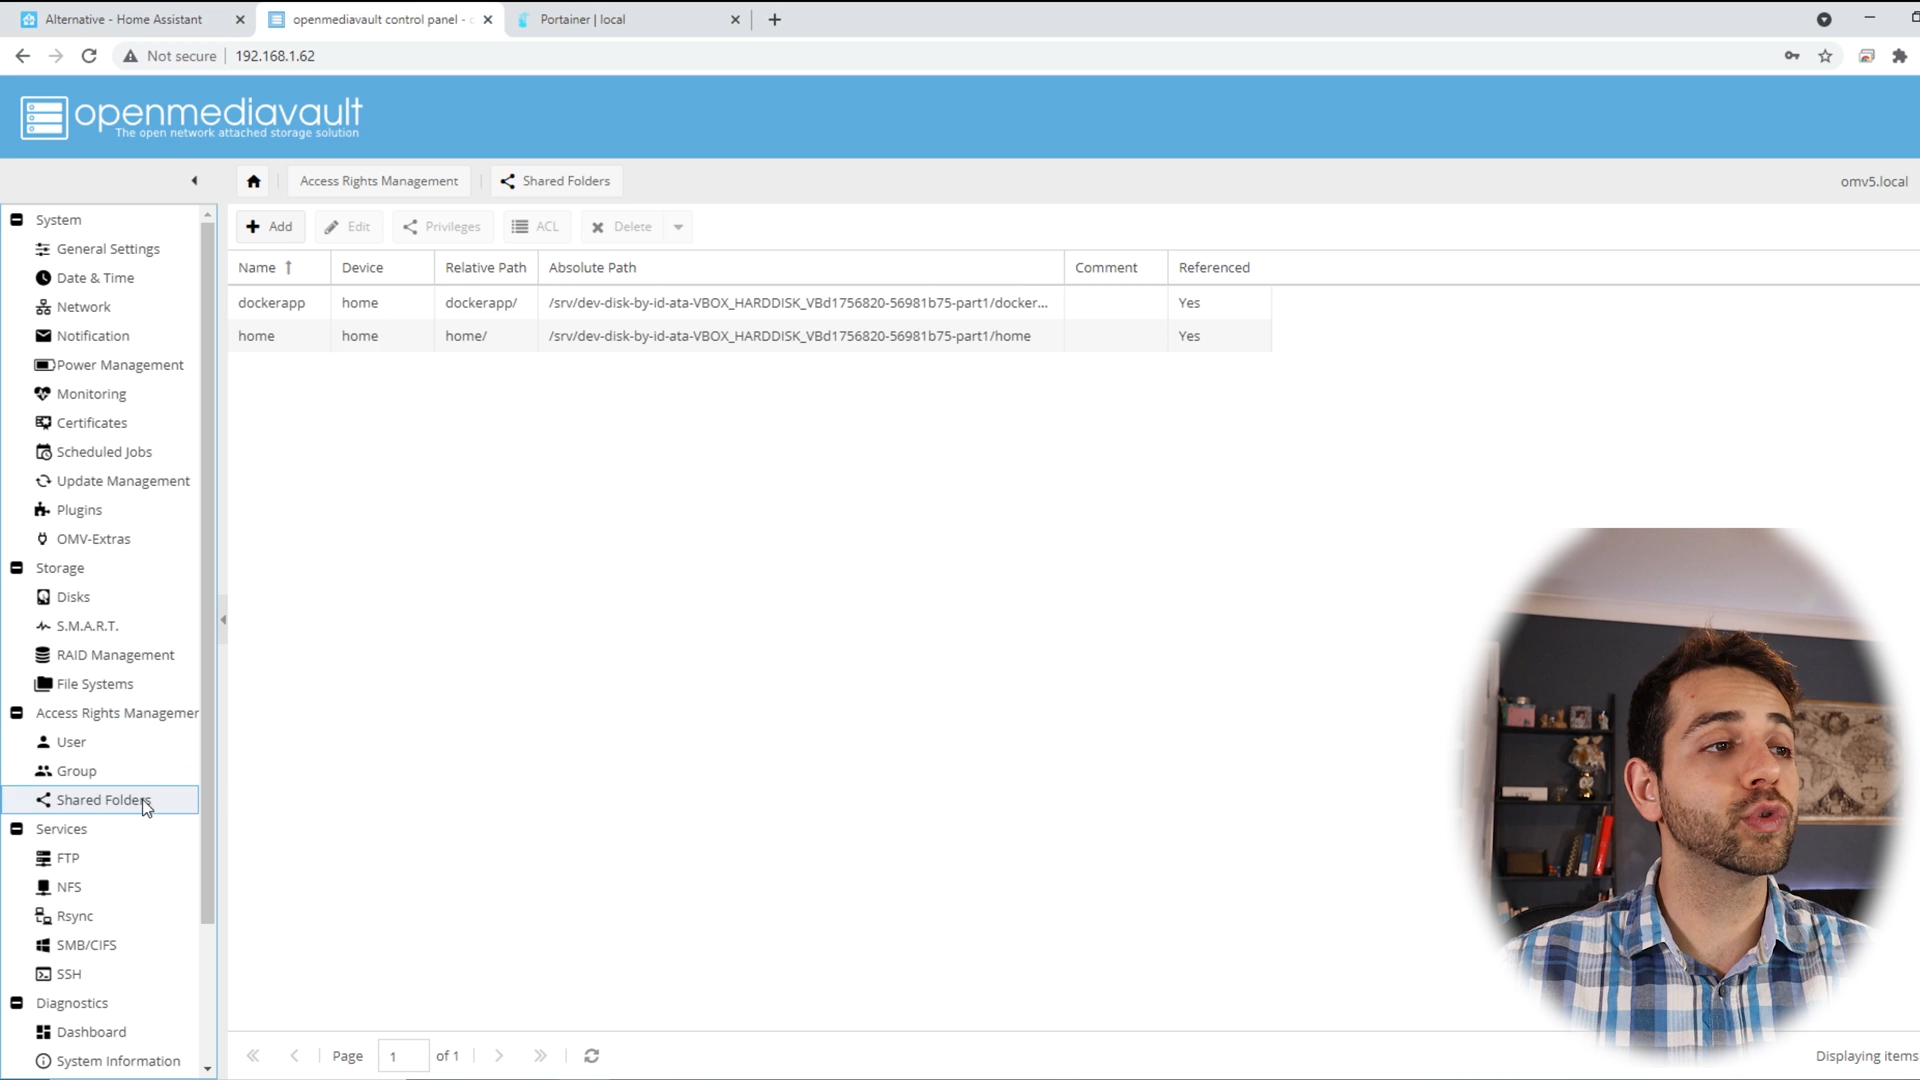 Alternative - Home Assistant
openmediavault control panel -
Portainer | local
Not secure
192.168.1.62
openmediavault
The open network attached storage solution
Access Rights Management
Shared Folders
omv5.local
System
General Settings
Date & Time
Network
Notification
Power Management
Monitoring
Certificates
Scheduled Jobs
Update Management
Plugins
OMV-Extras
Storage
Disks
S.M.A.R.T.
RAID Management
File Systems
Access Rights Managemen
User
Group
Shared Folders
Services
FTP
NFS
Rsync
SMB/CIFS
SSH
Diagnostics
Dashboard
System Information
Add Edit Privileges ACL Delete
Name Device Relative Path Absolute Path Comment Referenced
dockerapp home dockerapp/ /srv/dev-disk-by-id-ata-VBOX_HARDDISK_VBd1756820-56981b75-part1/docker... Yes
home home home/ /srv/dev-disk-by-id-ata-VBOX_HARDDISK_VBd1756820-56981b75-part1/home Yes
Page 1 of 1
Displaying items